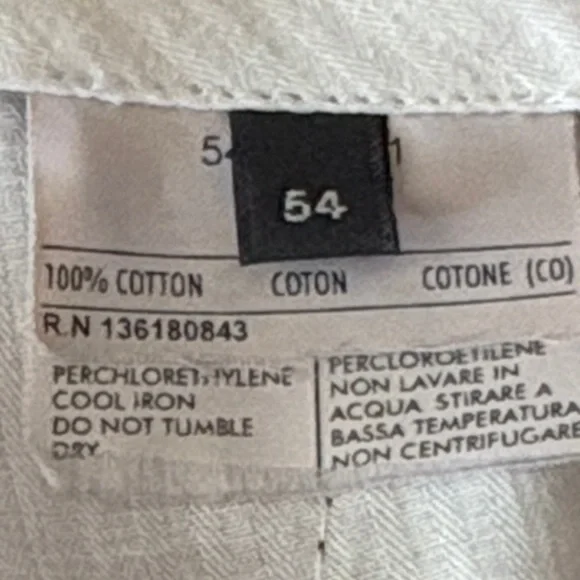 54
100% COTTON COTON COTONE (CO)
R.N 136180843
PERCHLORETHYLENE
COOL IRON
DO NOT TUMBLE
DRY
PERCLOROETILENE
NON LAVARE IN
ACQUA STIRARE A
BASSA TEMPERATURA
NON CENTRIFUGARE